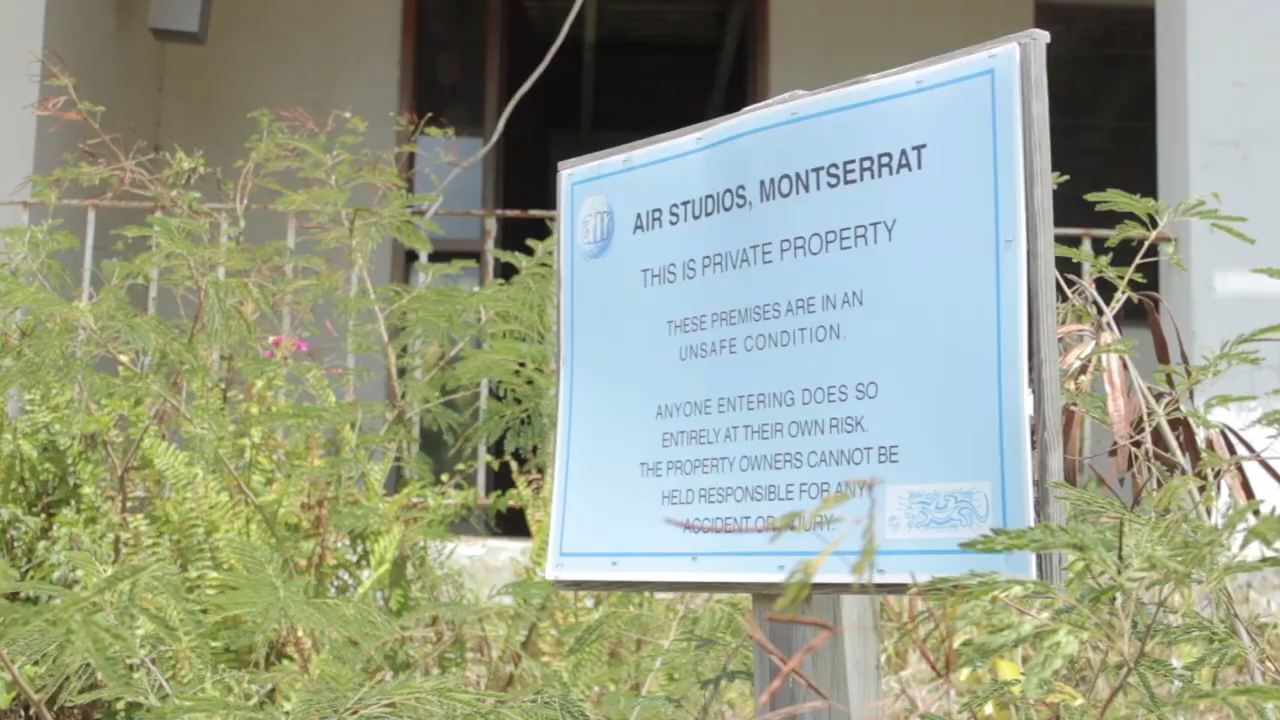 air
AIR STUDIOS, MONTSERRAT
THIS IS PRIVATE PROPERTY
THESE PREMISES ARE IN AN
UNSAFE CONDITION.
ANYONE ENTERING DOES SO
ENTIRELY AT THEIR OWN RISK.
THE PROPERTY OWNERS CANNOT BE
HELD RESPONSIBLE FOR ANY
ACCIDENT OR INJURY.